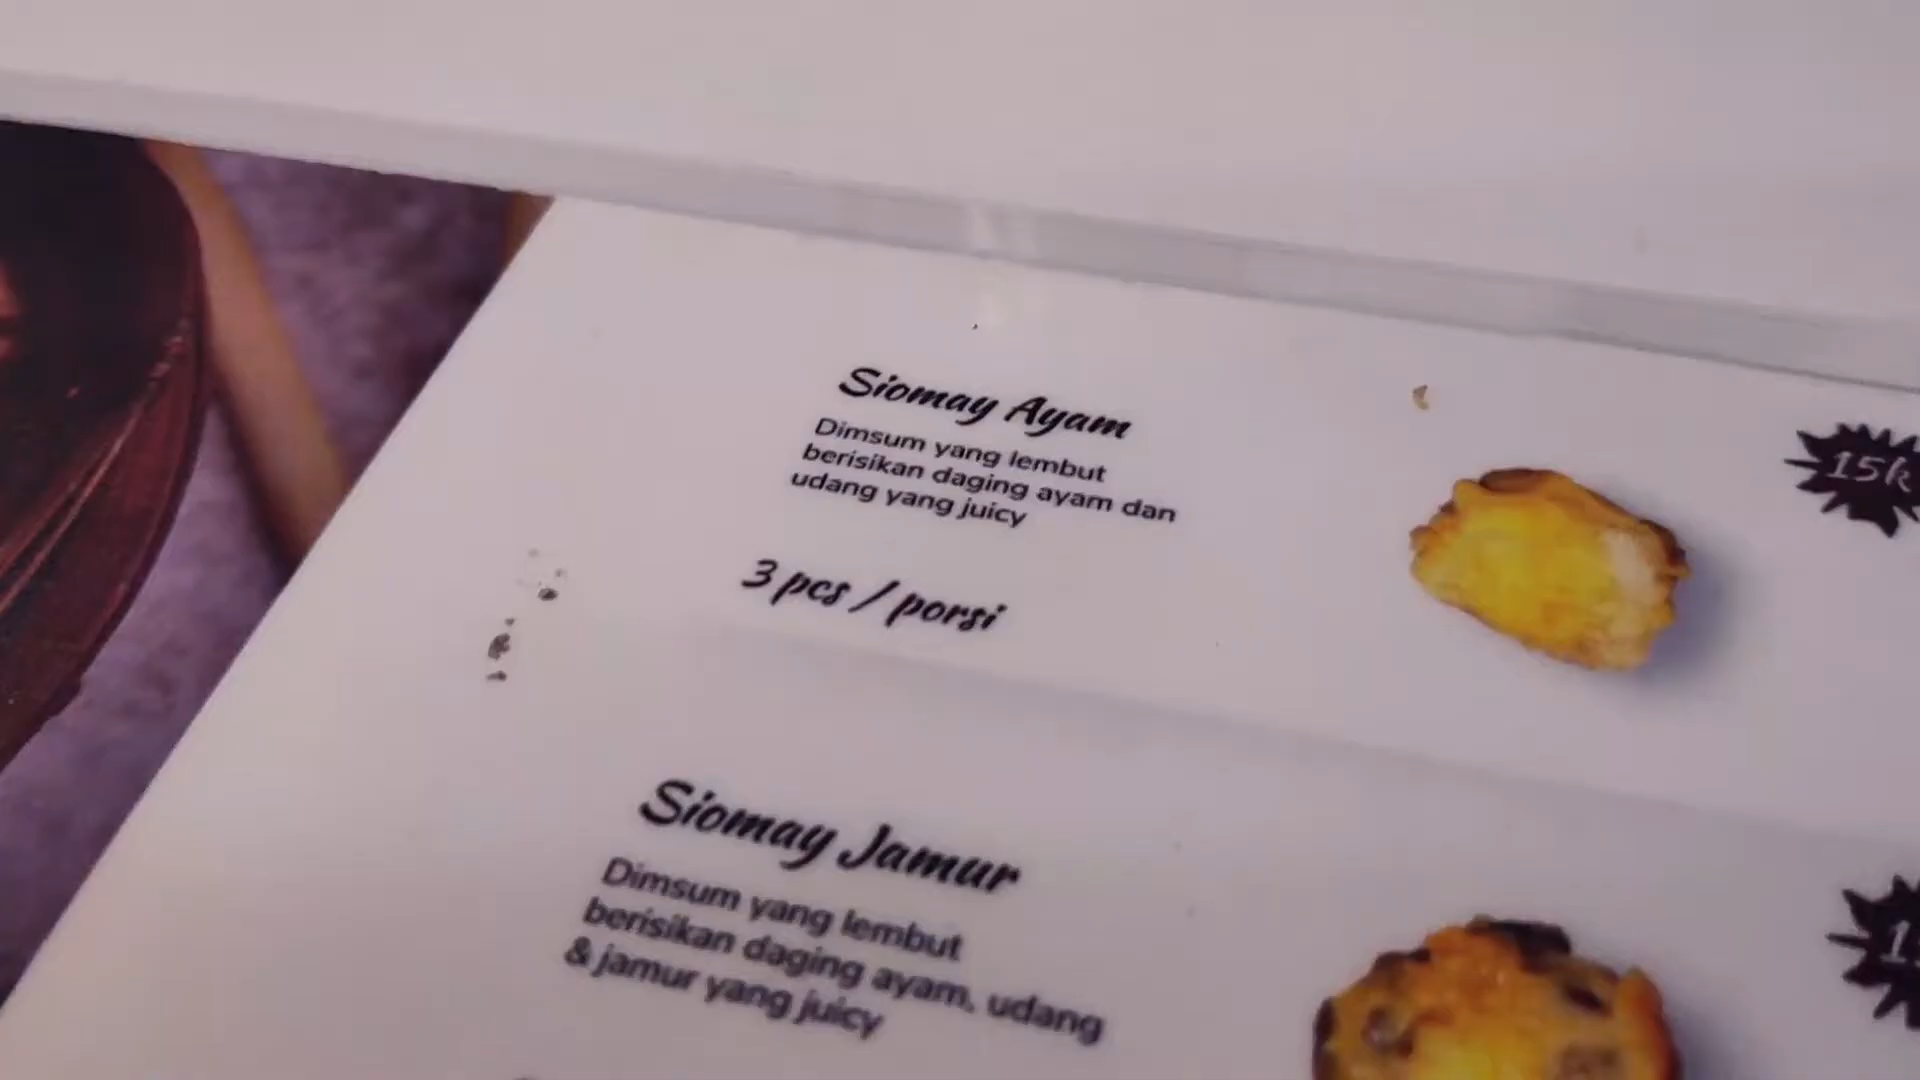 Siomay Ayam
Dimsum yang lembut
berisikan daging ayam dan
udang yang juicy
3 pcs / porsi
15k
Siomay Jamur
Dimsum yang lembut
berisikan daging ayam, udang
& jamur yang juicy